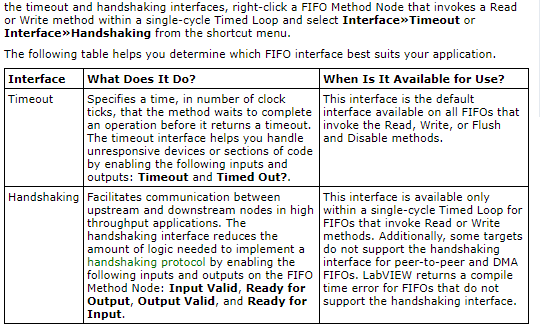 the timeout and handshaking interfaces, right-click a FIFO Method Node that invokes a Read
or Write method within a single-cycle Timed Loop and select Interface»Timeout or
Interface»Handshaking from the shortcut menu.
The following table helps you determine which FIFO interface best suits your application.
Interface
What Does It Do?
When Is It Available for Use?
Timeout
Specifies a time, in number of clock
ticks, that the method waits to complete
an operation before it returns a timeout.
The timeout interface helps you handle
unresponsive devices or sections of code
by enabling the following inputs and
outputs: Timeout and Timed Out?.
This interface is the default
interface available on all FIFOs that
invoke the Read, Write, or Flush
and Disable methods.
Handshaking
Facilitates communication between
upstream and downstream nodes in high
throughput applications. The
handshaking interface reduces the
amount of logic needed to implement a
handshaking protocol by enabling the
following inputs and outputs on the FIFO
Method Node: Input Valid, Ready for
Output, Output Valid, and Ready for
Input.
This interface is available only
within a single-cycle Timed Loop for
FIFOs that invoke Read or Write
methods. Additionally, some targets
do not support the handshaking
interface for peer-to-peer and DMA
FIFOs. LabVIEW returns a compile
time error for FIFOs that do not
support the handshaking interface.